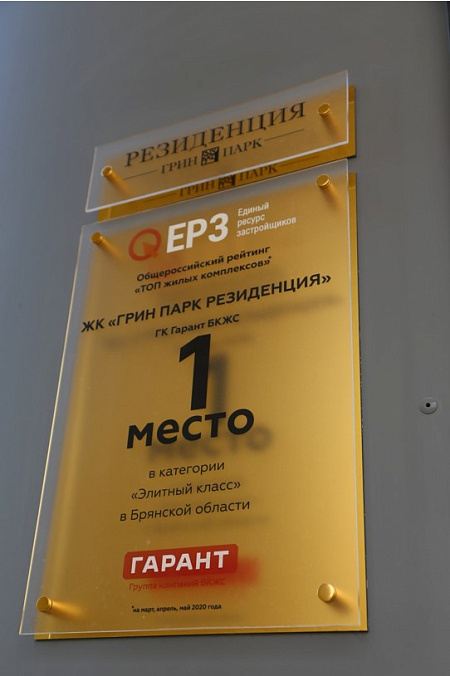 РЕЗИДЕНЦИЯ
ГРИН ПАРК
ЕРЗ
Единый
ресурс
застройщиков
Общероссийский рейтинг
«ТОП жилых комплексов»*
ЖК «ГРИН ПАРК РЕЗИДЕНЦИЯ»
ГК Гарант БКЖС
1
место
в категории
«Элитный класс»
в Брянской области
ГАРАНТ
Группа компаний БКЖС
*на март, апрель, май 2020 года